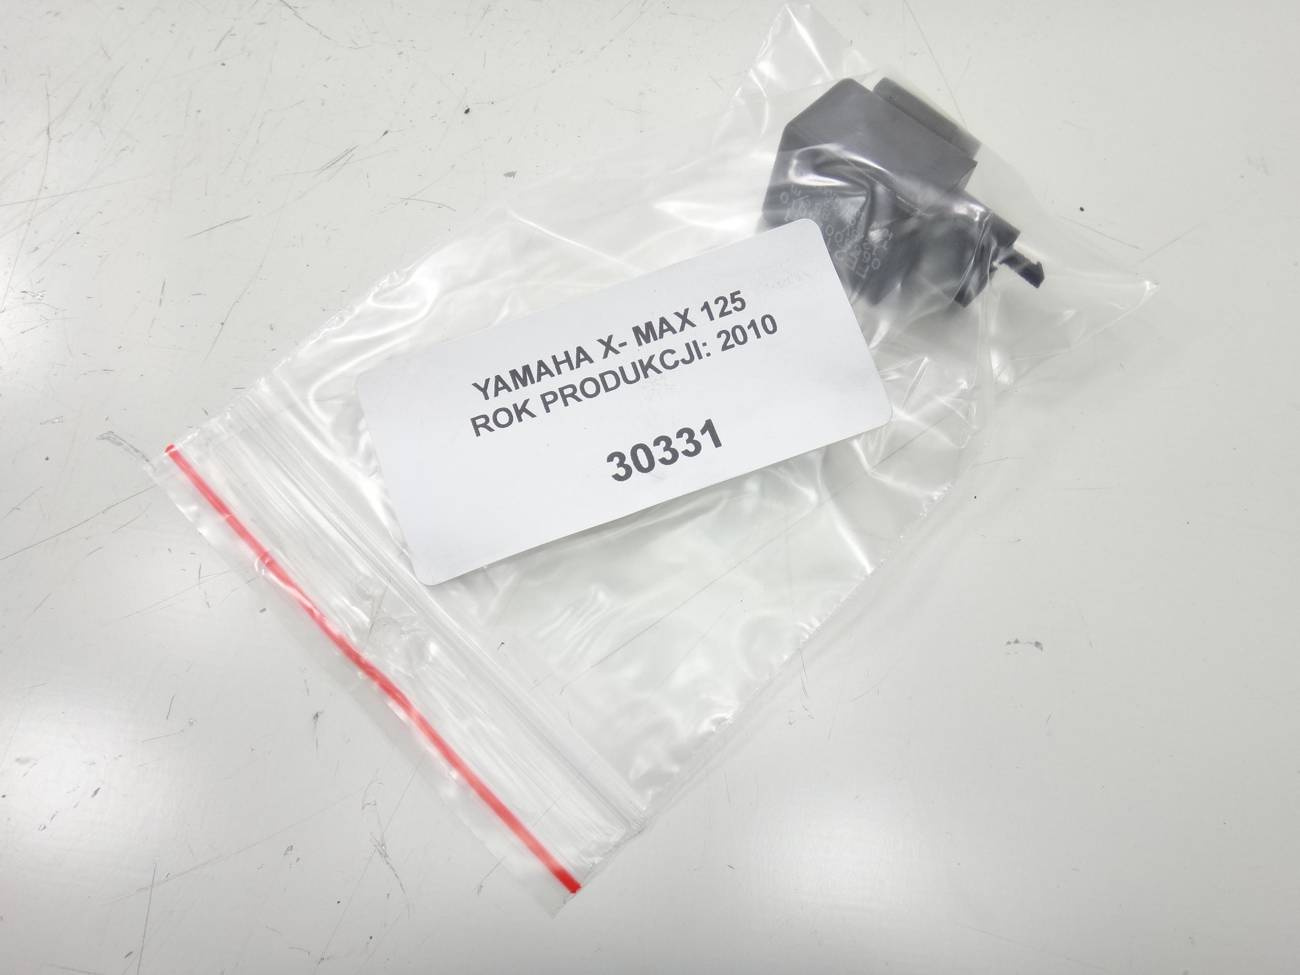 YAMAHA X- MAX 125
ROK PRODUKCJI: 2010
30331